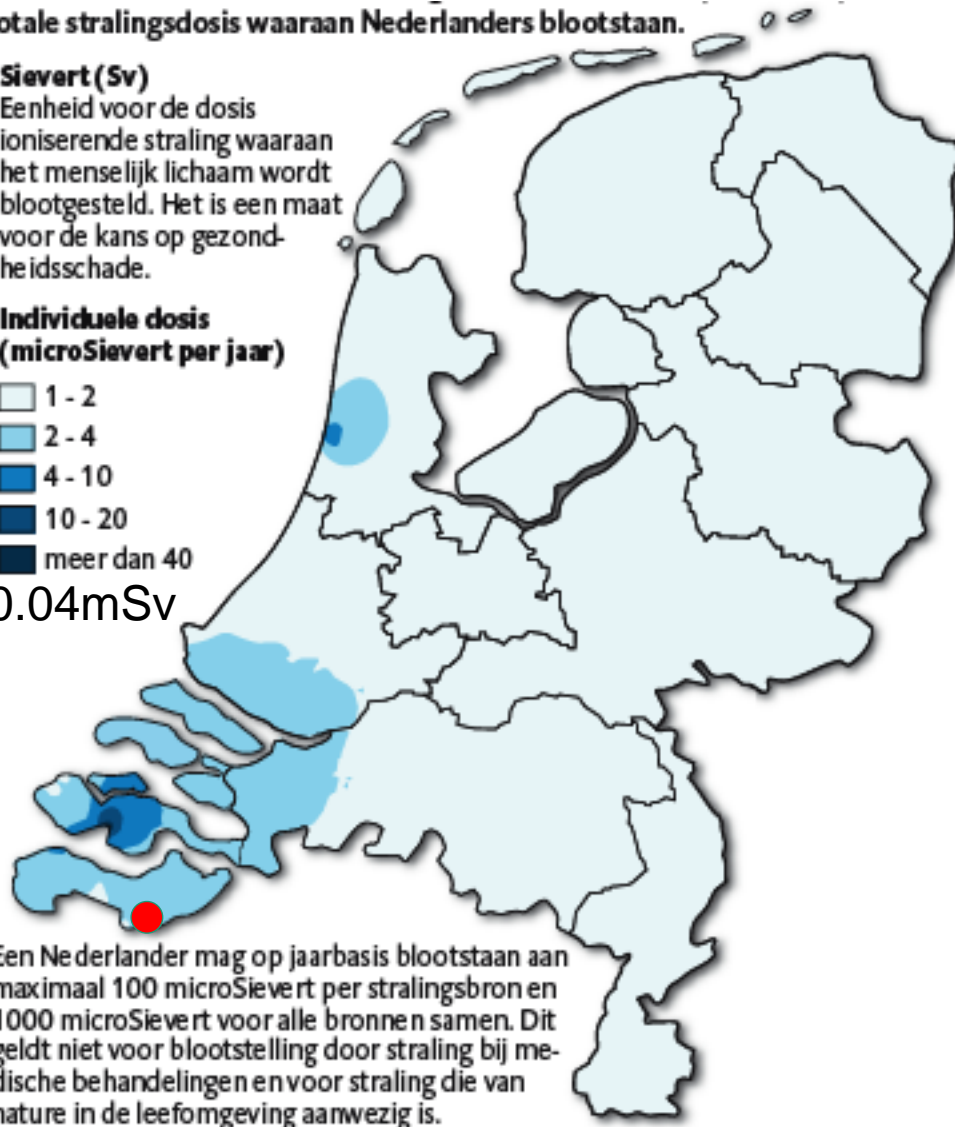 otale stralingsdosis waaraan Nederlanders blootstaan.
Sievert (Sv)
Eenheid voor de dosis
ioniserende straling waaraan
het menselijk lichaam wordt
blootgesteld. Het is een maat
voor de kans op gezond-
heidsschade.
Individuele dosis
(microSievert per jaar)
1 - 2
2 - 4
4 - 10
10 - 20
meer dan 40
0.04mSv
Een Nederlander mag op jaarbasis blootstaan aan
maximaal 100 microSievert per stralingsbron en
1000 microSievert voor alle bronnen samen. Dit
geldt niet voor blootstelling door straling bij me-
dische behandelingen en voor straling die van
nature in de leefomgeving aanwezig is.